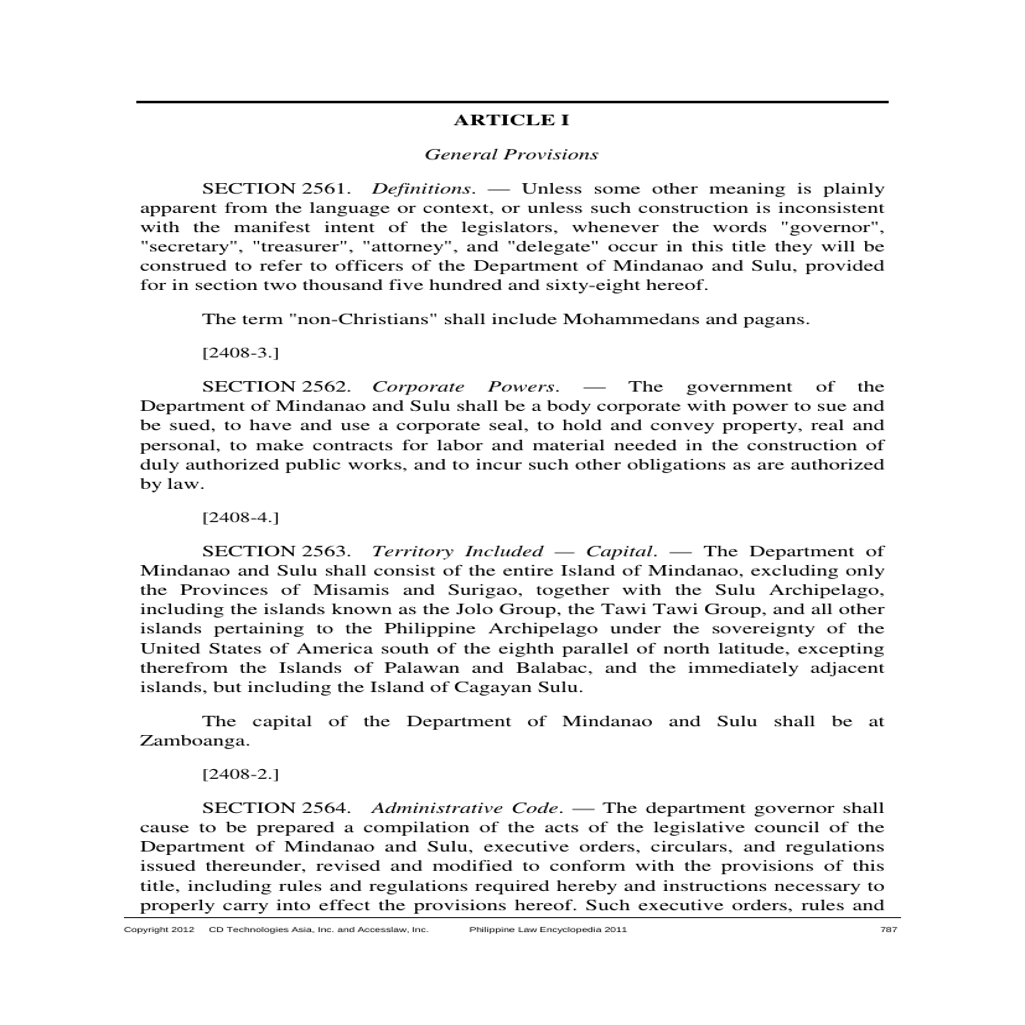 ARTICLE I
General Provisions
SECTION 2561. Definitions. — Unless some other meaning is plainly
apparent from the language or context, or unless such construction is inconsistent
with the manifest intent of the legislators, whenever the words "governor",
"secretary", "treasurer", "attorney", and "delegate" occur in this title they will be
construed to refer to officers of the Department of Mindanao and Sulu, provided
for in section two thousand five hundred and sixty-eight hereof.
The term "non-Christians" shall include Mohammedans and pagans.
[2408-3.]
SECTION 2562. Corporate Powers. — The government of the
Department of Mindanao and Sulu shall be a body corporate with power to sue and
be sued, to have and use a corporate seal, to hold and convey property, real and
personal, to make contracts for labor and material needed in the construction of
duly authorized public works, and to incur such other obligations as are authorized
by law.
[2408-4.]
SECTION 2563. Territory Included — Capital. — The Department of
Mindanao and Sulu shall consist of the entire Island of Mindanao, excluding only
the Provinces of Misamis and Surigao, together with the Sulu Archipelago,
including the islands known as the Jolo Group, the Tawi Tawi Group, and all other
islands pertaining to the Philippine Archipelago under the sovereignty of the
United States of America south of the eighth parallel of north latitude, excepting
therefrom the Islands of Palawan and Balabac, and the immediately adjacent
islands, but including the Island of Cagayan Sulu.
The capital of the Department of Mindanao and Sulu shall be at
Zamboanga.
[2408-2.]
SECTION 2564. Administrative Code. — The department governor shall
cause to be prepared a compilation of the acts of the legislative council of the
Department of Mindanao and Sulu, executive orders, circulars, and regulations
issued thereunder, revised and modified to conform with the provisions of this
title, including rules and regulations required hereby and instructions necessary to
properly carry into effect the provisions hereof. Such executive orders, rules and
Copyright 2012 CD Technologies Asia, Inc. and Accesslaw, Inc. Philippine Law Encyclopedia 2011 787